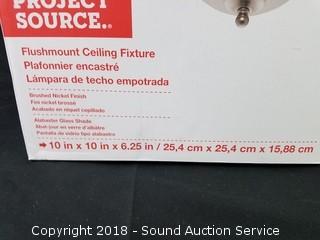 PROJECT
SOURCE.®
Flushmount Ceiling Fixture
Plafonnier encastré
Lámpara de techo empotrada
Brushed Nickel Finish
Fini nickel brossé
Acabado en níquel cepillado
Alabaster Glass Shade
Abat-jour en verre d'albâtre
Pantalla de vidrio tipo alabastro
➔10 in x 10 in x 6.25 in / 25,4 cm x 25,4 cm x 15,88 cm
Copyright 2018 - Sound Auction Service